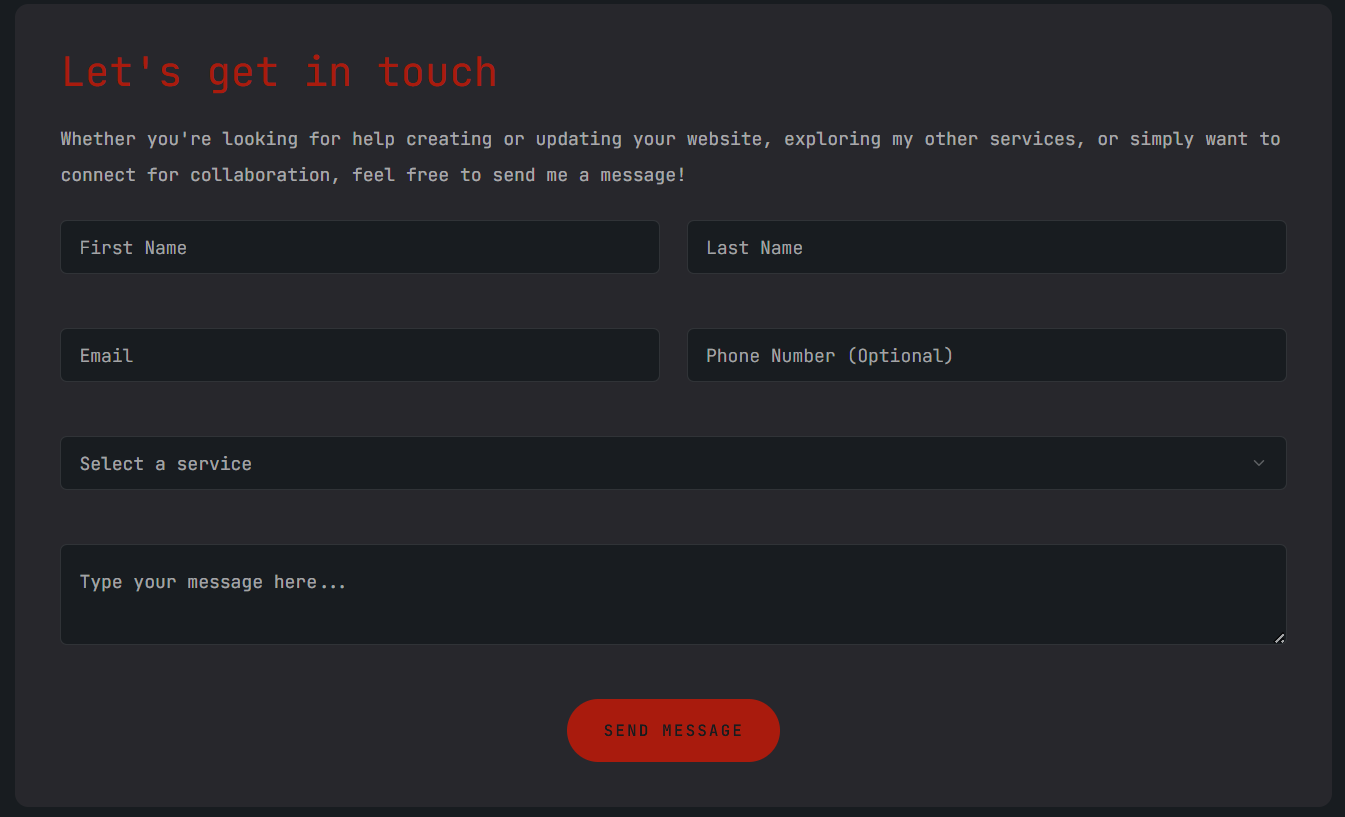 Let's get in touch
Whether you're looking for help creating or updating your website, exploring my other services, or simply want to
connect for collaboration, feel free to send me a message!
First Name
Last Name
Email
Phone Number (Optional)
Select a service
Type your message here...
SEND MESSAGE